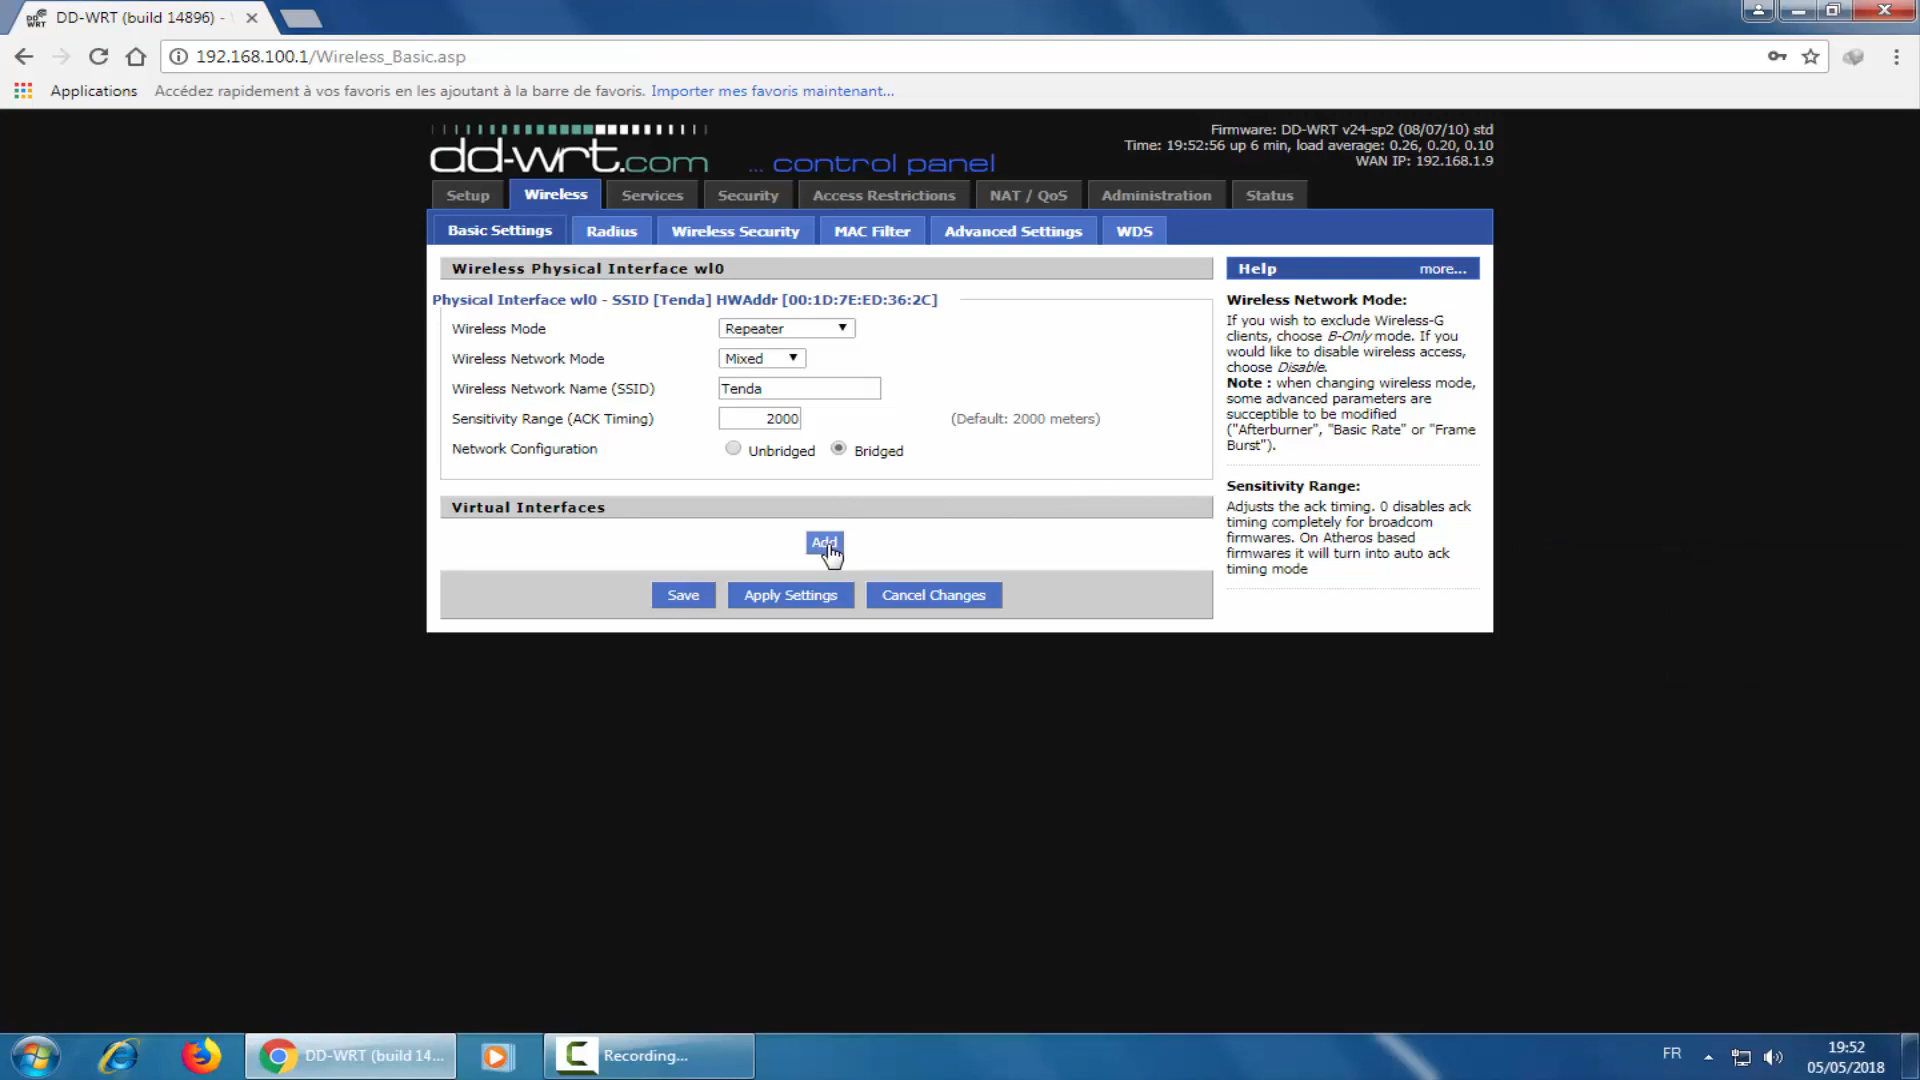 DD-WRT (build 14896) -
192.168.100.1/Wireless_Basic.asp
Applications Accédez rapidement à vos favoris en les ajoutant à la barre de favoris. Importer mes favoris maintenant...
dd-wrt.com ... control panel
Firmware: DD-WRT v24-sp2 (08/07/10) std
Time: 19:52:56 up 6 min, load average: 0.26, 0.20, 0.10
WAN IP: 192.168.1.9
Setup Wireless Services Security Access Restrictions NAT / QoS Administration Status
Basic Settings Radius Wireless Security MAC Filter Advanced Settings WDS
Wireless Physical Interface wl0
Physical Interface wl0 - SSID [Tenda] HWAddr [00:1D:7E:ED:36:2C]
Wireless Mode Repeater
Wireless Network Mode Mixed
Wireless Network Name (SSID) Tenda
Sensitivity Range (ACK Timing) 2000 (Default: 2000 meters)
Network Configuration Unbridged Bridged
Virtual Interfaces
Add
Save Apply Settings Cancel Changes
Help more...
Wireless Network Mode:
If you wish to exclude Wireless-G
clients, choose B-Only mode. If you
would like to disable wireless access,
choose Disable.
Note : when changing wireless mode,
some advanced parameters are
succeptible to be modified
("Afterburner", "Basic Rate" or "Frame
Burst").
Sensitivity Range:
Adjusts the ack timing. 0 disables ack
timing completely for broadcom
firmwares. On Atheros based
firmwares it will turn into auto ack
timing mode
DD-WRT (build 14... Recording... FR 19:52
05/05/2018